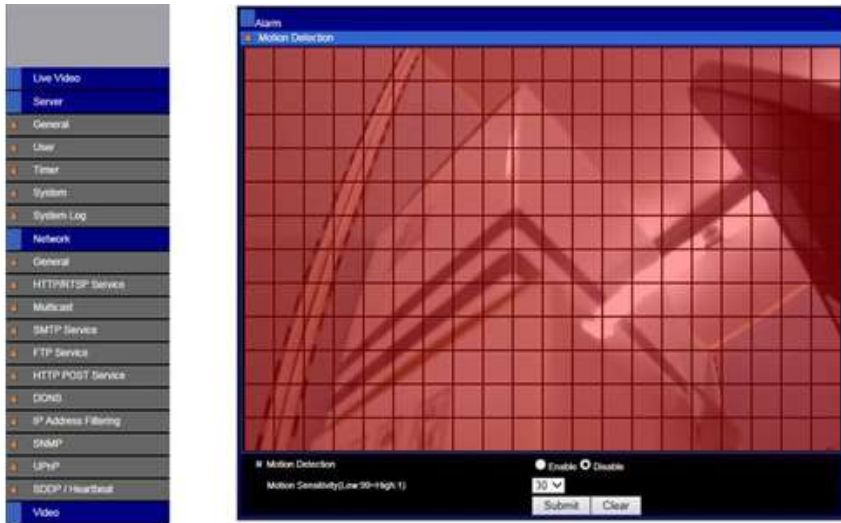 Live Video
Server
General
User
Timer
System
System Log
Network
General
HTTP/RTSP Service
Multicast
SMTP Service
FTP Service
HTTP POST Service
DDNS
IP Address Filtering
SNMP
UPnP
SDDP / Heartbeat
Video
Alarm
Motion Detection
Motion Detection Enable Disable
Motion Sensitivity(Low:99~High:1) 30
Submit Clear